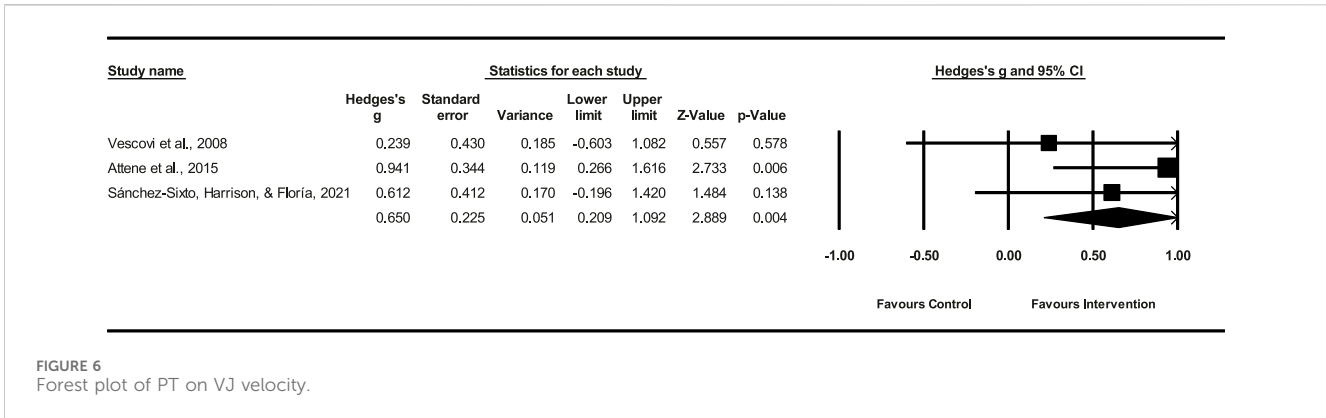 Study name Statistics for each study Hedges's g and 95% CI
Hedges's Standard Lower Upper
g error Variance limit limit Z-Value p-Value
Vescovi et al., 2008 0.239 0.430 0.185 -0.603 1.082 0.557 0.578
Attene et al., 2015 0.941 0.344 0.119 0.266 1.616 2.733 0.006
Sánchez-Sixto, Harrison, & Floría, 2021 0.612 0.412 0.170 -0.196 1.420 1.484 0.138
0.650 0.225 0.051 0.209 1.092 2.889 0.004
-1.00 -0.50 0.00 0.50 1.00
Favours Control Favours Intervention
FIGURE 6
Forest plot of PT on VJ velocity.